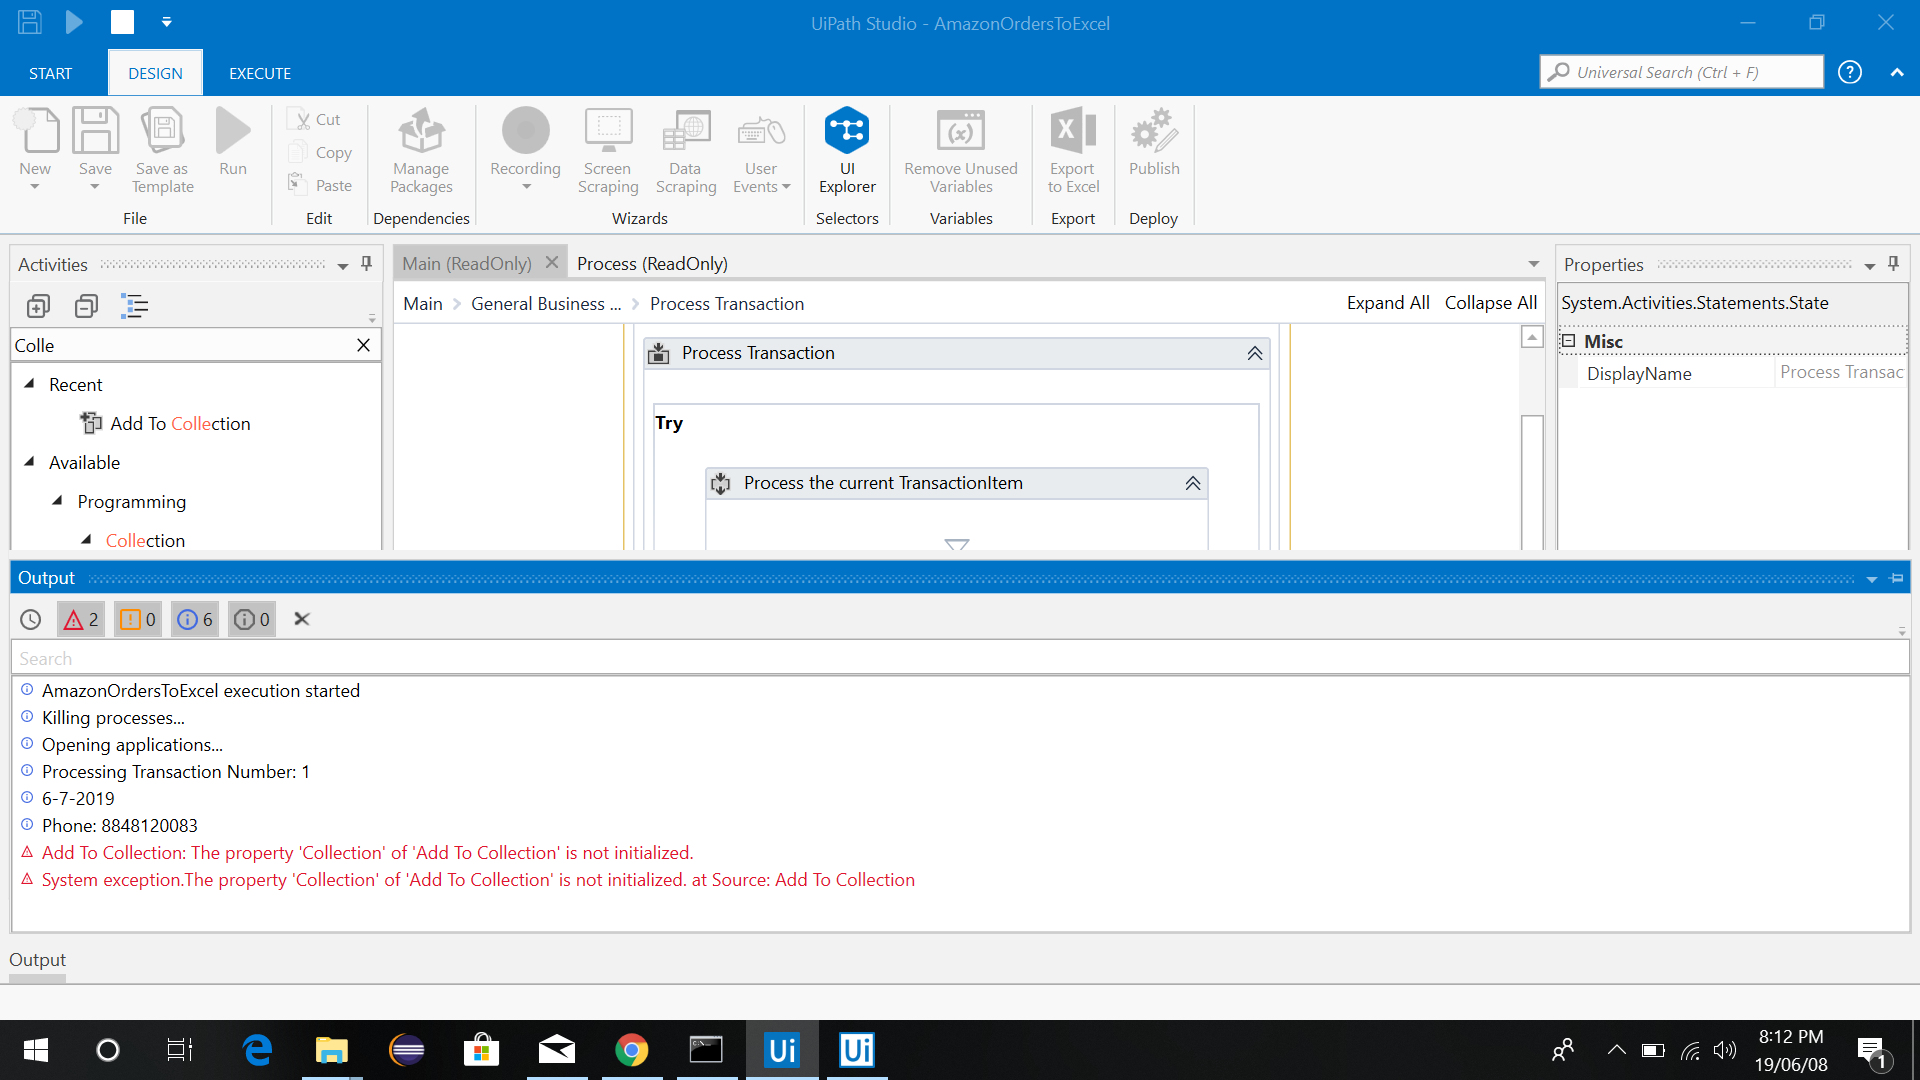 UiPath Studio - AmazonOrdersToExcel
START
DESIGN
EXECUTE
Universal Search (Ctrl + F)
New
Save
Save as Template
Run
File
Cut
Copy
Paste
Edit
Manage Packages
Dependencies
Recording
Screen Scraping
Data Scraping
User Events
Wizards
UI Explorer
Selectors
Remove Unused Variables
Variables
Export to Excel
Export
Publish
Deploy
Activities
Colle
Recent
Add To Collection
Available
Programming
Collection
Main (ReadOnly)
Process (ReadOnly)
Main > General Business ... > Process Transaction
Expand All
Collapse All
Process Transaction
Try
Process the current TransactionItem
Properties
System.Activities.Statements.State
Misc
DisplayName
Process Transac
Output
2
0
6
0
Search
AmazonOrdersToExcel execution started
Killing processes...
Opening applications...
Processing Transaction Number: 1
6-7-2019
Phone: 8848120083
Add To Collection: The property 'Collection' of 'Add To Collection' is not initialized.
System exception.The property 'Collection' of 'Add To Collection' is not initialized. at Source: Add To Collection
Output
Ui
Ui
8:12 PM
19/06/08
1